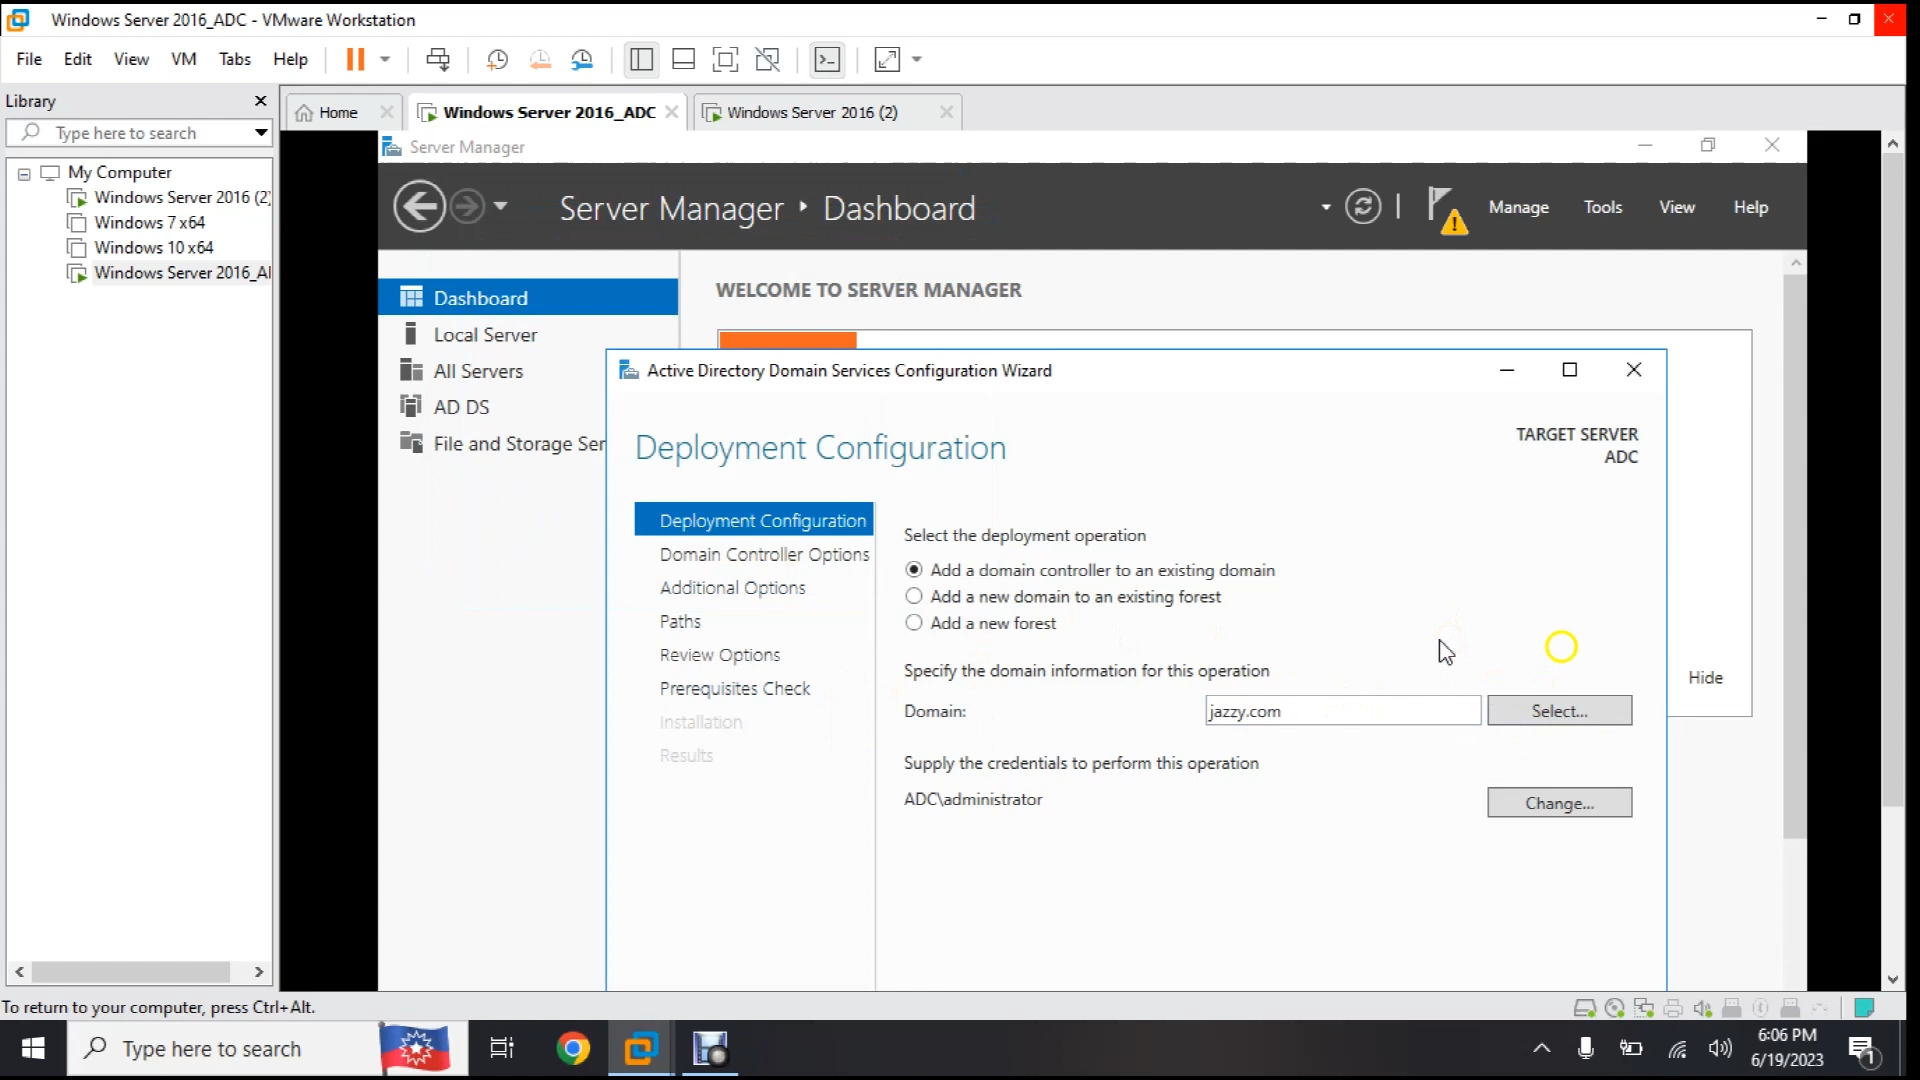 Windows Server 2016_ADC - VMware Workstation
File Edit View VM Tabs Help
Library
Type here to search
My Computer
Windows Server 2016 (2)
Windows 7 x64
Windows 10 x64
Windows Server 2016_AI
Home
Windows Server 2016_ADC
Windows Server 2016 (2)
Server Manager
Server Manager Dashboard
Manage Tools View Help
Dashboard
Local Server
All Servers
AD DS
File and Storage Ser
WELCOME TO SERVER MANAGER
Hide
Active Directory Domain Services Configuration Wizard
Deployment Configuration
TARGET SERVER
ADC
Deployment Configuration
Domain Controller Options
Additional Options
Paths
Review Options
Prerequisites Check
Installation
Results
Select the deployment operation
Add a domain controller to an existing domain
Add a new domain to an existing forest
Add a new forest
Specify the domain information for this operation
Domain:
jazzy.com
Select...
Supply the credentials to perform this operation
ADC\administrator
Change...
To return to your computer, press Ctrl+Alt.
Type here to search
6:06 PM
6/19/2023
1